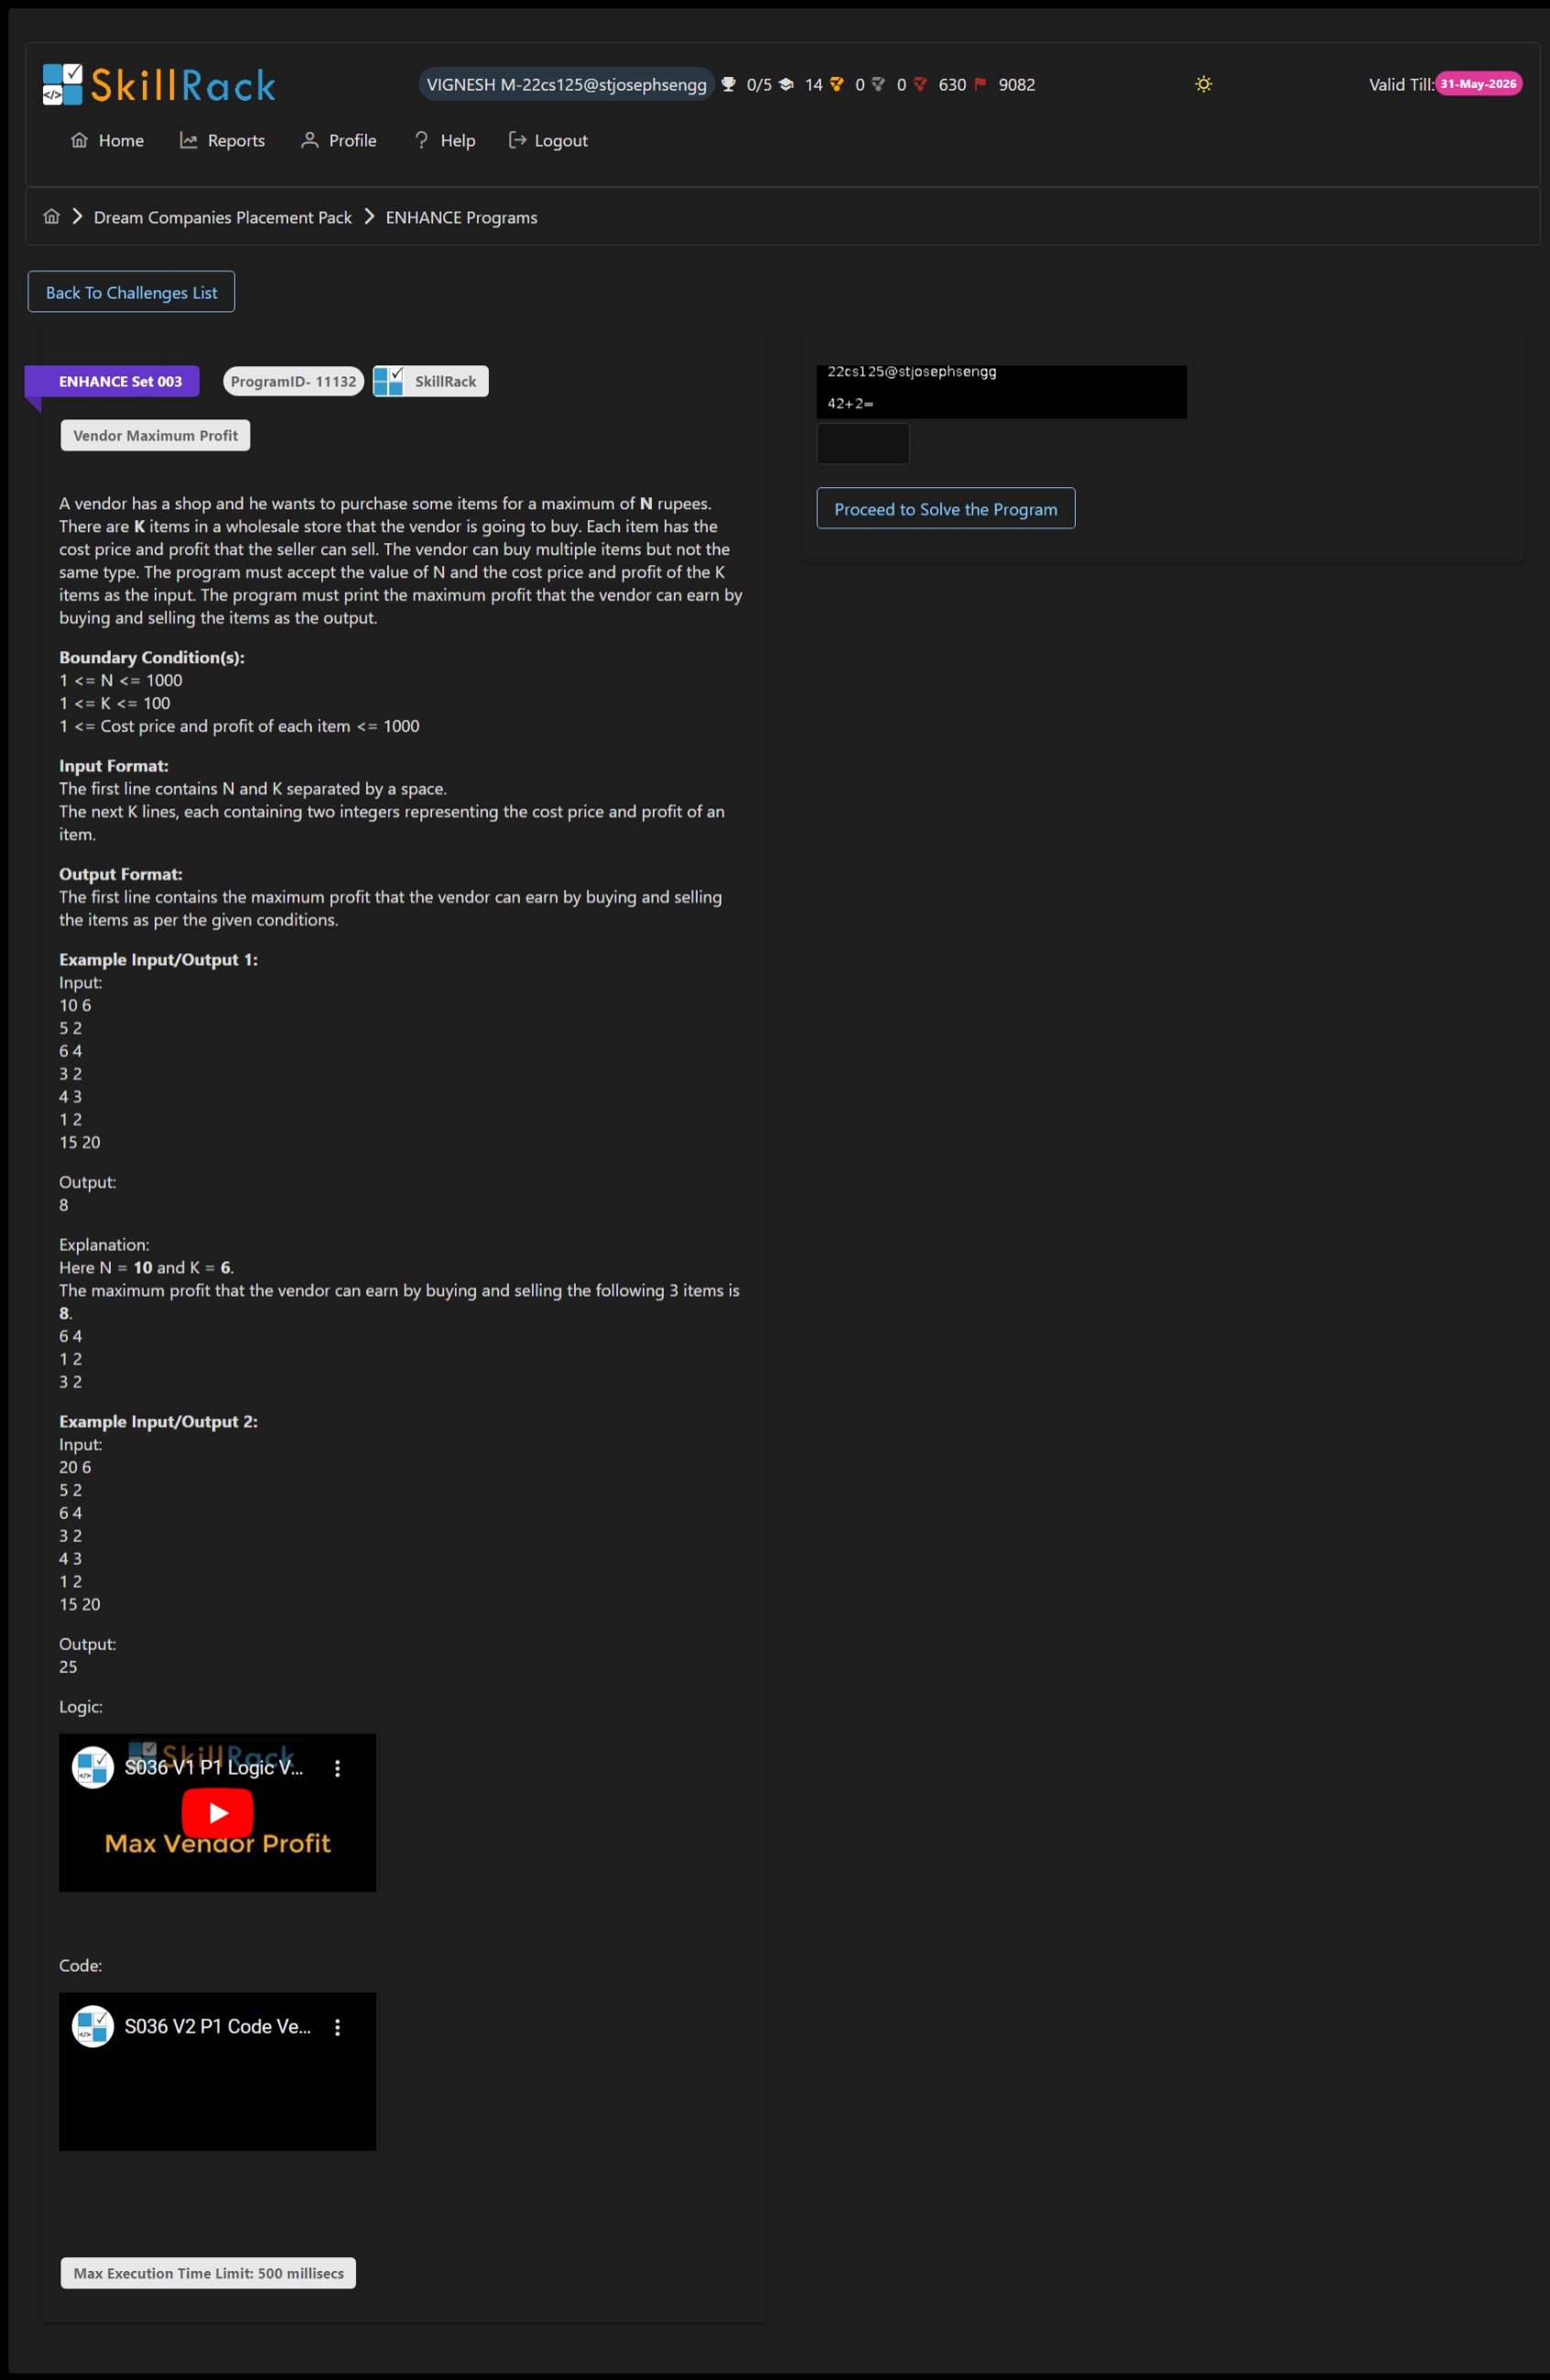 SkillRack
VIGNESH M-22cs125@stjosephsengg 0/5 14 0 0 630 9082
Valid Till: 31-May-2026
Home Reports Profile Help Logout
Dream Companies Placement Pack ENHANCE Programs
Back To Challenges List
ENHANCE Set 003 ProgramID- 11132 SkillRack
Vendor Maximum Profit
A vendor has a shop and he wants to purchase some items for a maximum of N rupees.
There are K items in a wholesale store that the vendor is going to buy. Each item has the
cost price and profit that the seller can sell. The vendor can buy multiple items but not the
same type. The program must accept the value of N and the cost price and profit of the K
items as the input. The program must print the maximum profit that the vendor can earn by
buying and selling the items as the output.
Boundary Condition(s):
1 <= N <= 1000
1 <= K <= 100
1 <= Cost price and profit of each item <= 1000
Input Format:
The first line contains N and K separated by a space.
The next K lines, each containing two integers representing the cost price and profit of an
item.
Output Format:
The first line contains the maximum profit that the vendor can earn by buying and selling
the items as per the given conditions.
Example Input/Output 1:
Input:
10 6
5 2
6 4
3 2
4 3
1 2
15 20
Output:
8
Explanation:
Here N = 10 and K = 6.
The maximum profit that the vendor can earn by buying and selling the following 3 items is
8.
6 4
1 2
3 2
Example Input/Output 2:
Input:
20 6
5 2
6 4
3 2
4 3
1 2
15 20
Output:
25
Logic:
SkillRack
S036 V1 P1 Logic V...
Max Vendor Profit
Code:
S036 V2 P1 Code Ve...
Max Execution Time Limit: 500 millisecs
22cs125@stjosephsengg
42+2=
Proceed to Solve the Program